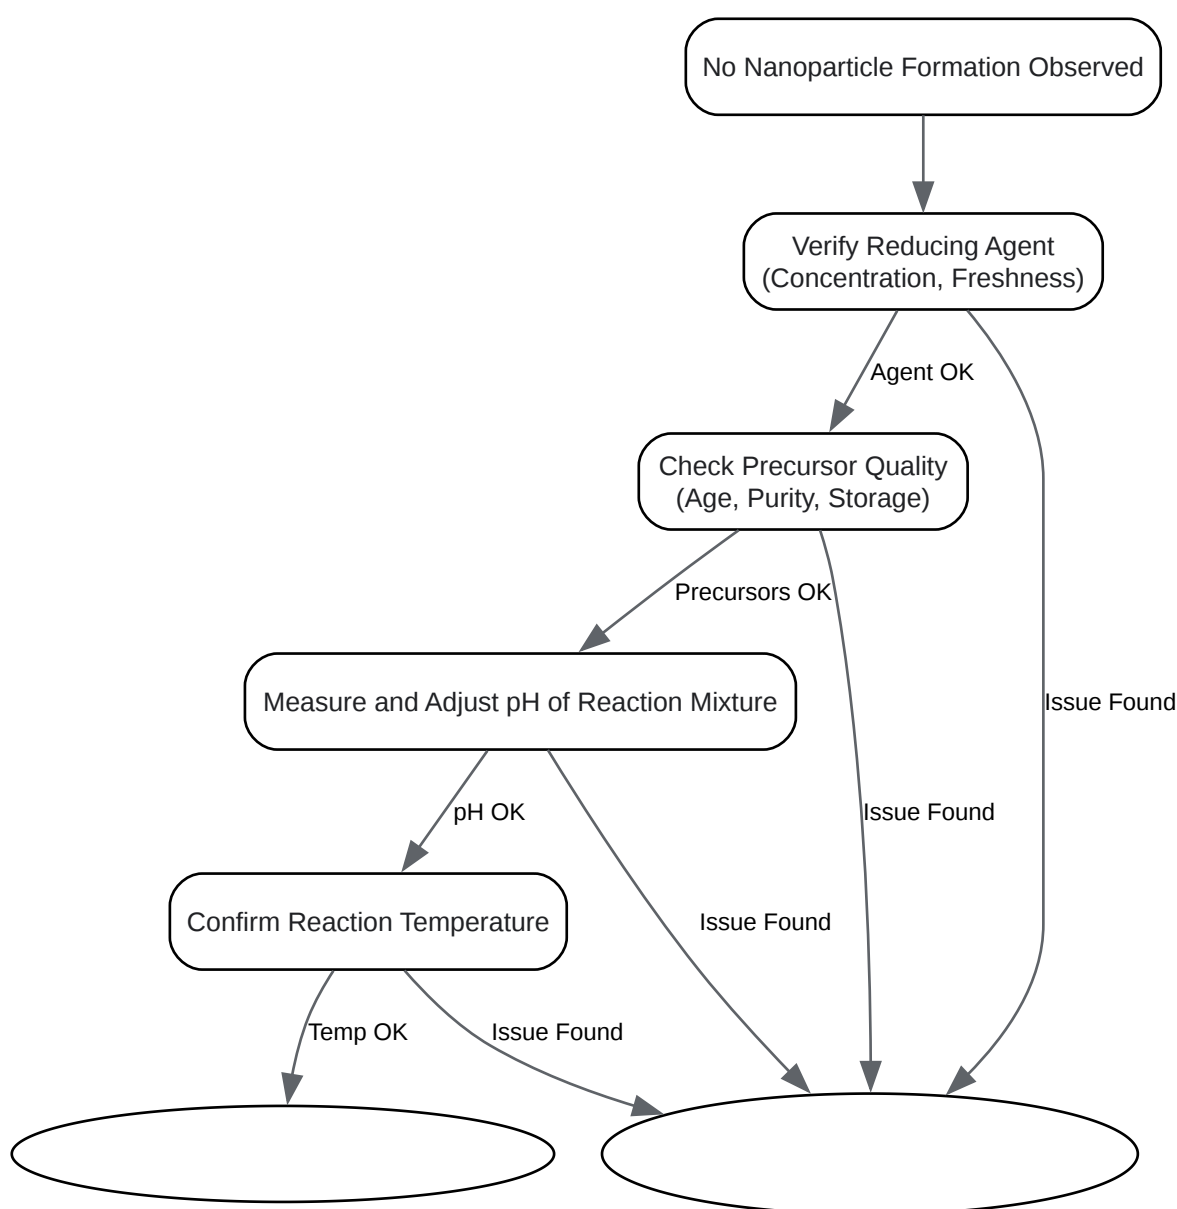 No Nanoparticle Formation Observed
Verify Reducing Agent
(Concentration, Freshness)
Agent OK
Check Precursor Quality
(Age, Purity, Storage)
Precursors OK
Measure and Adjust pH of Reaction Mixture
Issue Found
pH OK
Issue Found
Confirm Reaction Temperature
Issue Found
Temp OK
Issue Found